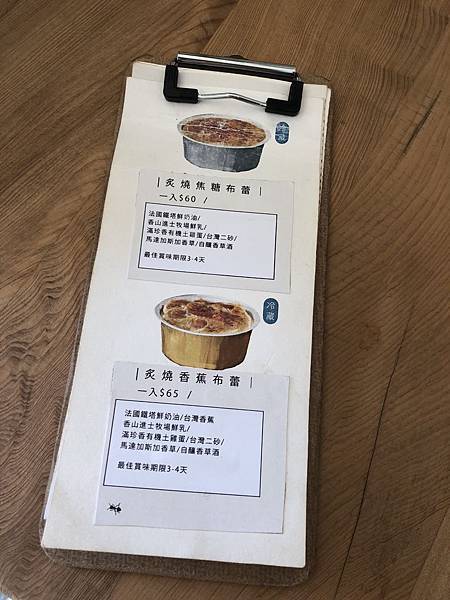 冷藏
|炙燒焦糖布蕾|
一入$60 /
法國鐵塔鮮奶油/
香山進士牧場鮮乳/
滿珍香有機土雞蛋/台灣二砂/
馬達加斯加香草/自釀香草酒
最佳賞味期限3-4天
冷藏
|炙燒香蕉布蕾|
一入$65 /
法國鐵塔鮮奶油/台灣香蕉
香山進士牧場鮮乳/
滿珍香有機土雞蛋/台灣二砂/
馬達加斯加香草/自釀香草酒
最佳賞味期限3-4天